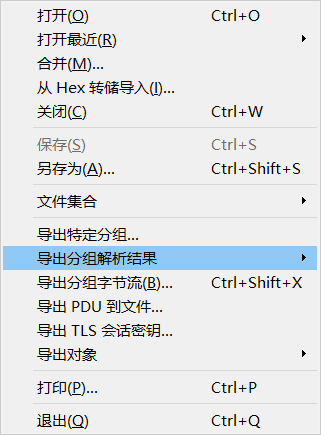 打开(O) Ctrl+O
打开最近(R)
合并(M)...
从 Hex 转储导入(I)...
关闭(C) Ctrl+W
保存(S) Ctrl+S
另存为(A)... Ctrl+Shift+S
文件集合
导出特定分组...
导出分组解析结果
导出分组字节流(B)... Ctrl+Shift+X
导出 PDU 到文件...
导出 TLS 会话密钥...
导出对象
打印(P)... Ctrl+P
退出(Q) Ctrl+Q